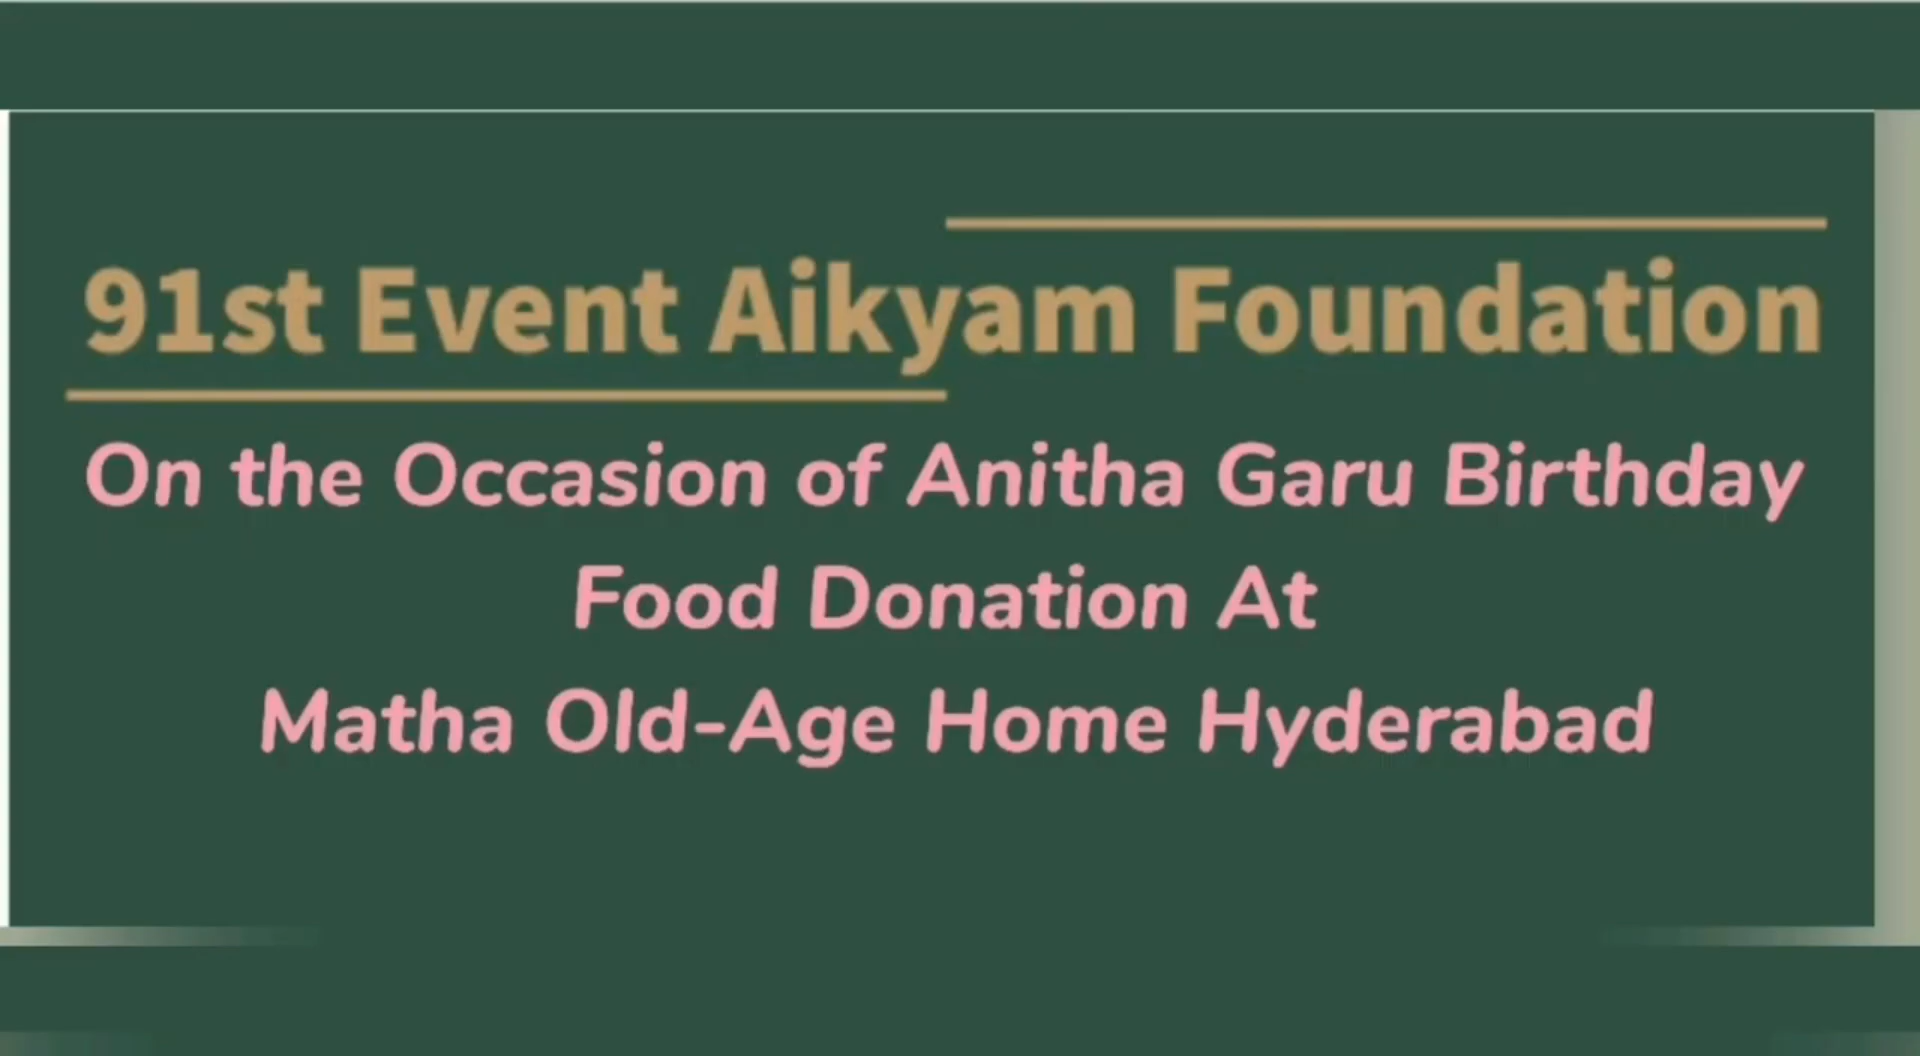 91st Event Aikyam Foundation
On the Occasion of Anitha Garu Birthday
Food Donation At
Matha Old-Age Home Hyderabad